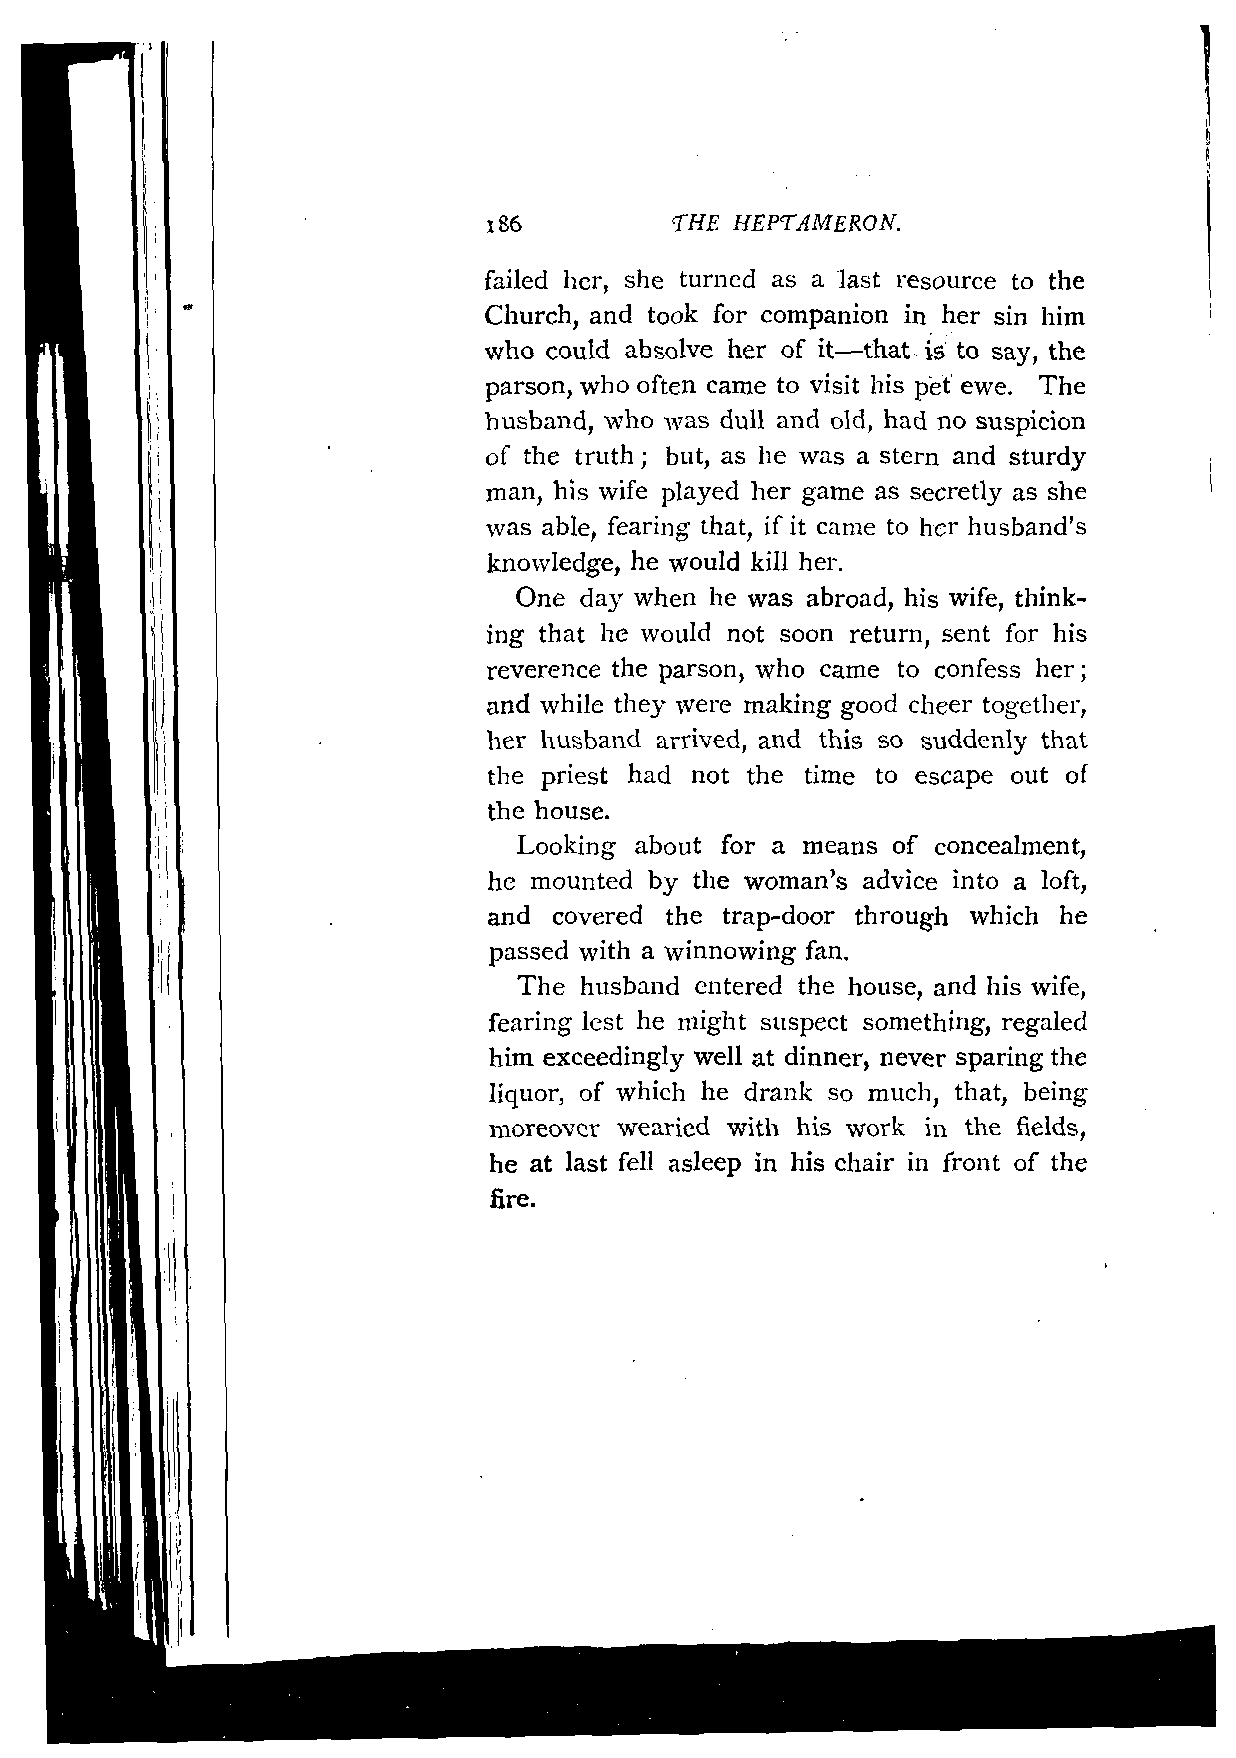 186 THE HEPTAMERON.
failed her, she turned as a last resource to the
Church, and took for companion in her sin him
who could absolve her of it—that is to say, the
parson, who often came to visit his pet ewe. The
husband, who was dull and old, had no suspicion
of the truth; but, as he was a stern and sturdy
man, his wife played her game as secretly as she
was able, fearing that, if it came to her husband's
knowledge, he would kill her.
One day when he was abroad, his wife, think-
ing that he would not soon return, sent for his
reverence the parson, who came to confess her;
and while they were making good cheer together,
her husband arrived, and this so suddenly that
the priest had not the time to escape out of
the house.
Looking about for a means of concealment,
he mounted by the woman's advice into a loft,
and covered the trap-door through which he
passed with a winnowing fan.
The husband entered the house, and his wife,
fearing lest he might suspect something, regaled
him exceedingly well at dinner, never sparing the
liquor, of which he drank so much, that, being
moreover wearied with his work in the fields,
he at last fell asleep in his chair in front of the
fire.